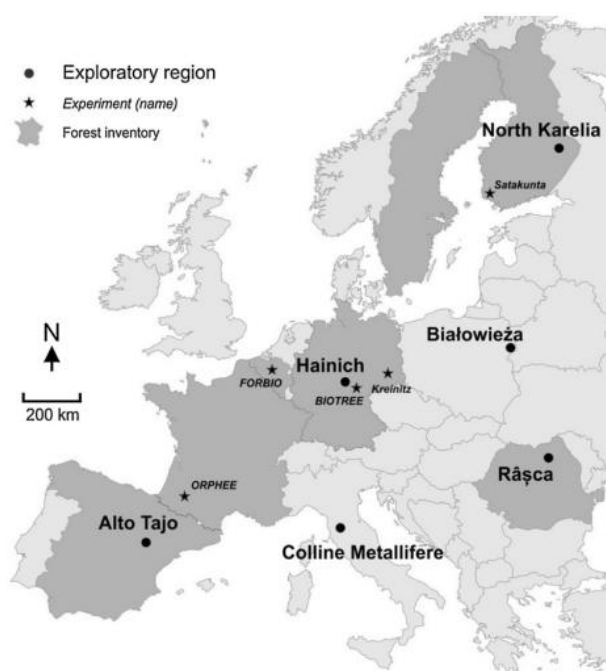 Exploratory region
Experiment (name)
Forest inventory
North Karelia
Satakunta
N
200 km
Białowieża
Hainich
FORBIO
BIOTREE
Kreinitz
Râșca
ORPHEE
Alto Tajo
Colline Metallifere